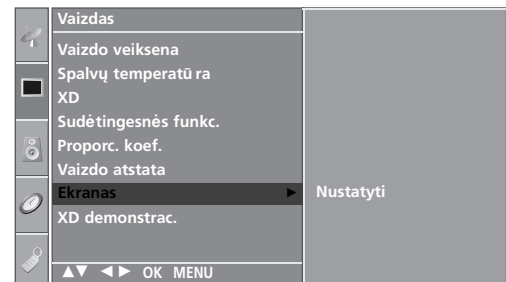 Vaizdas
Vaizdo veiksena
Spalvų temperatū ra
XD
Sudėtingesnės funkc.
Proporc. koef.
Vaizdo atstata
Ekranas ► Nustatyti
XD demonstrac.
▲▼ ◄► OK MENU